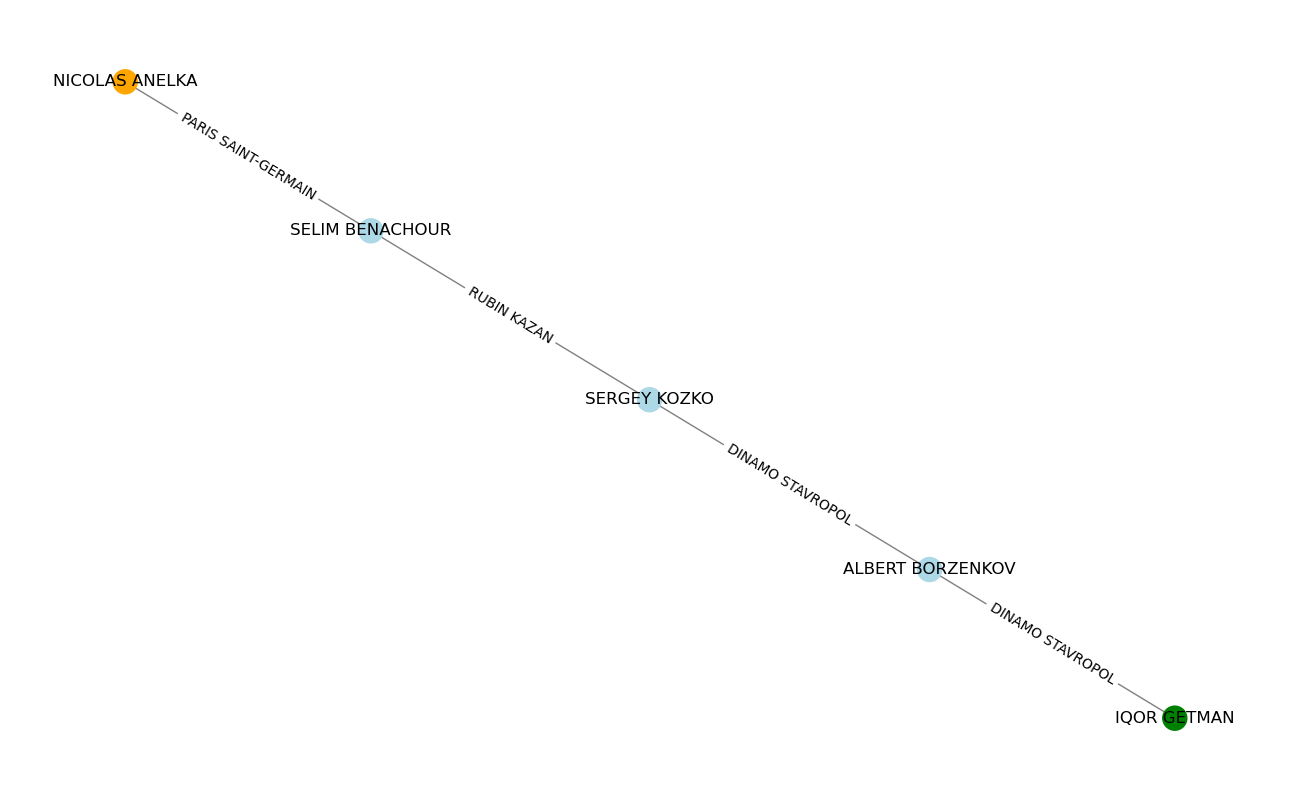 NICOLAS ANELKA
PARIS SAINT-GERMAIN
SELIM BENACHOUR
RUBIN KAZAN
SERGEY KOZKO
DINAMO STAVROPOL
ALBERT BORZENKOV
DINAMO STAVROPOL
IQOR GETMAN